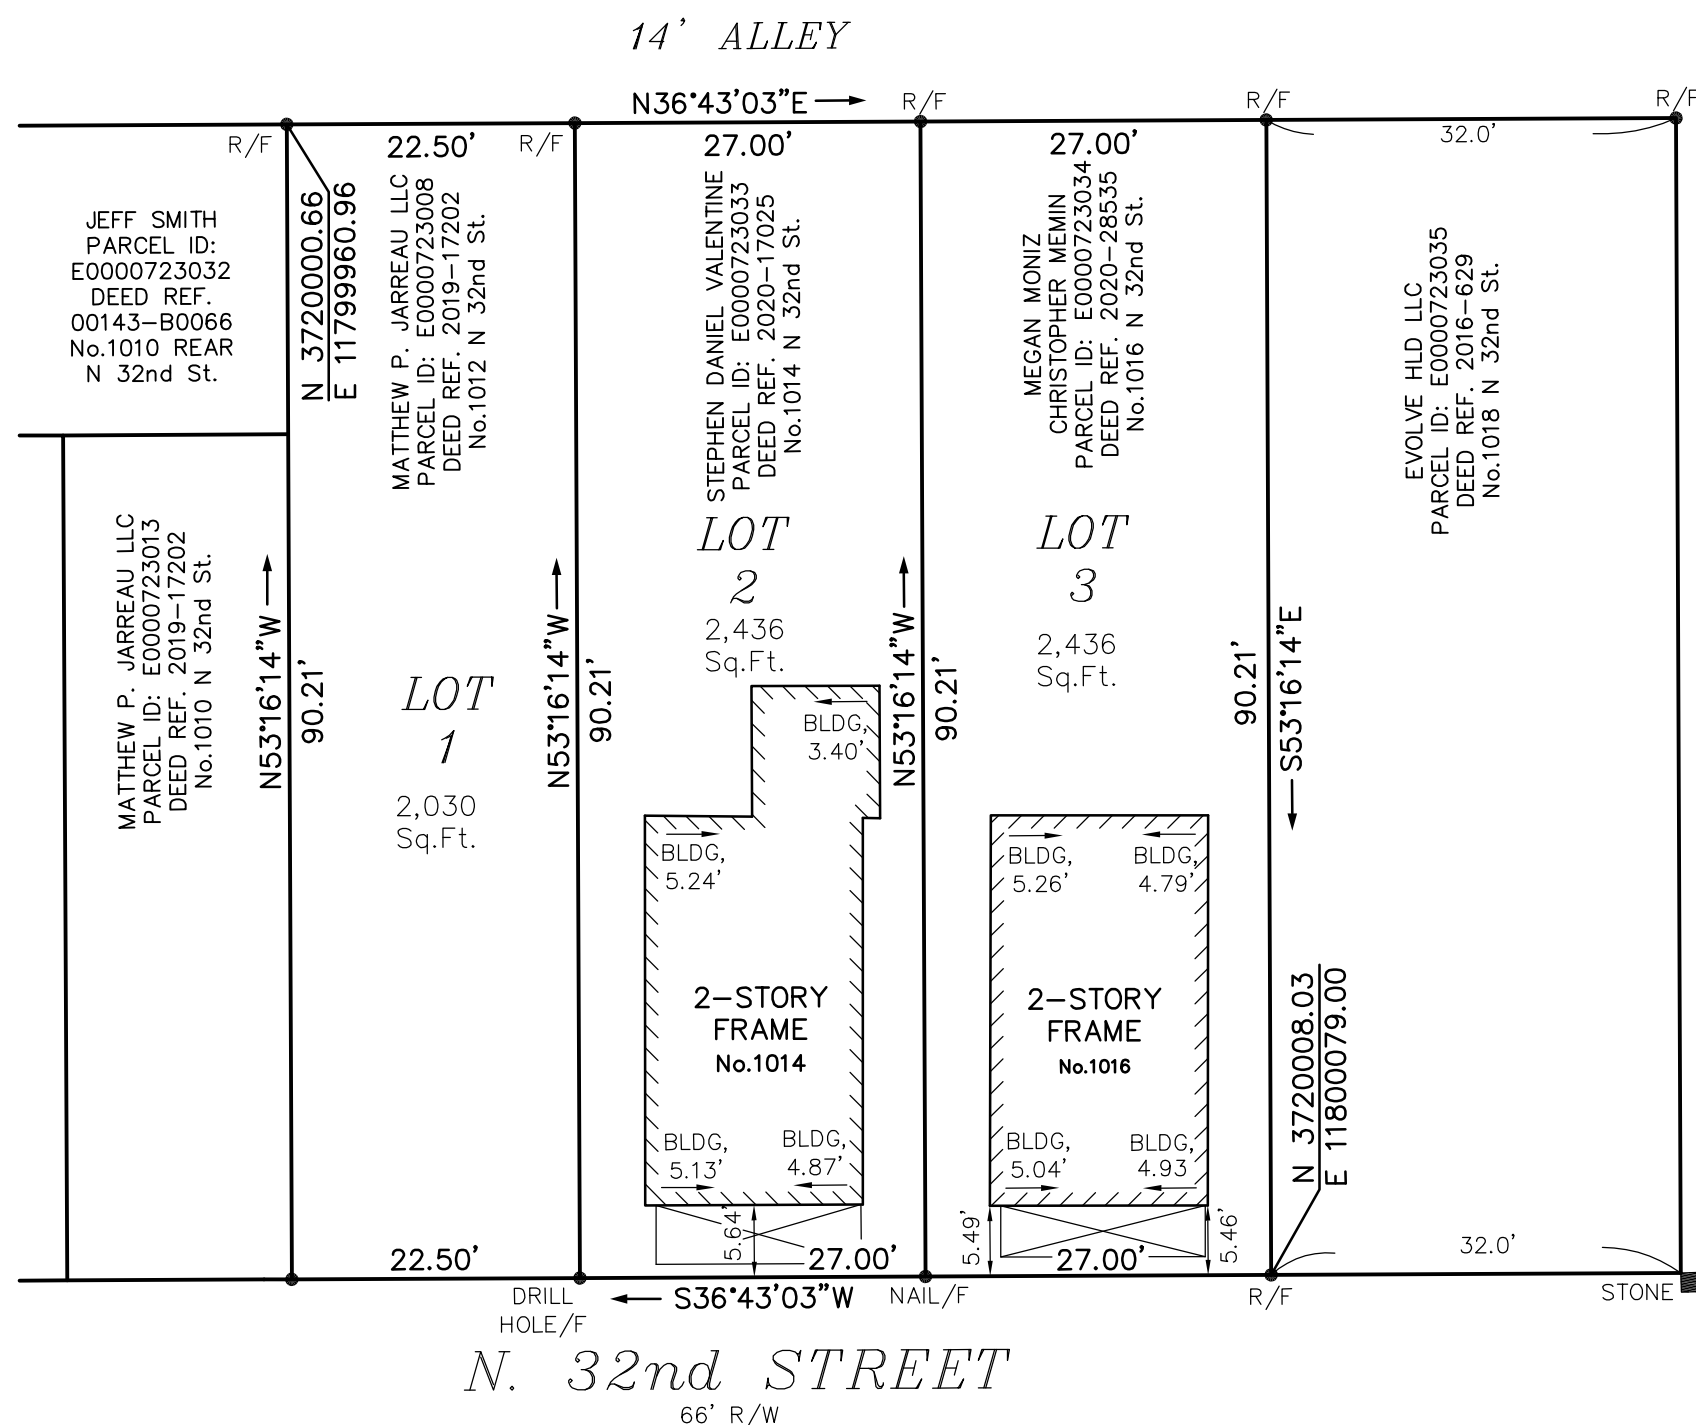 14' ALLEY
N36°43'03"E
R/F
R/F
R/F
R/F
22.50'
R/F
27.00'
27.00'
32.0'
JEFF SMITH
PARCEL ID:
E0000723032
DEED REF.
00143-B0066
No.1010 REAR
N 32nd St.
N 3720000.66
E 11799960.96
MATTHEW P. JARREAU LLC
PARCEL ID: E0000723008
DEED REF. 2019-17202
No.1012 N 32nd St.
STEPHEN DANIEL VALENTINE
PARCEL ID: E0000723033
DEED REF. 2020-17025
No.1014 N 32nd St.
MEGAN MONIZ
CHRISTOPHER MEMIN
PARCEL ID: E0000723034
DEED REF. 2020-28535
No.1016 N 32nd St.
EVOLVE HLD LLC
PARCEL ID: E0000723035
DEED REF. 2016-629
No.1018 N 32nd St.
MATTHEW P. JARREAU LLC
PARCEL ID: E0000723013
DEED REF. 2019-17202
No.1010 N 32nd St.
N53°16'14"W
90.21'
LOT
1
2,030
Sq.Ft.
N53°16'14"W
90.21'
LOT
2
2,436
Sq.Ft.
N53°16'14"W
90.21'
LOT
3
2,436
Sq.Ft.
90.21'
S53°16'14"E
BLDG,
3.40'
BLDG,
5.24'
BLDG,
5.26'
BLDG,
4.79'
2-STORY
FRAME
No.1014
2-STORY
FRAME
No.1016
N 3720008.03
E 11800079.00
BLDG,
5.13'
BLDG,
4.87'
BLDG,
5.04'
BLDG,
4.93
5.64'
5.49'
5.46'
22.50'
27.00'
27.00'
32.0'
DRILL
HOLE/F
S36°43'03"W
NAIL/F
R/F
STONE
N. 32nd STREET
66' R/W